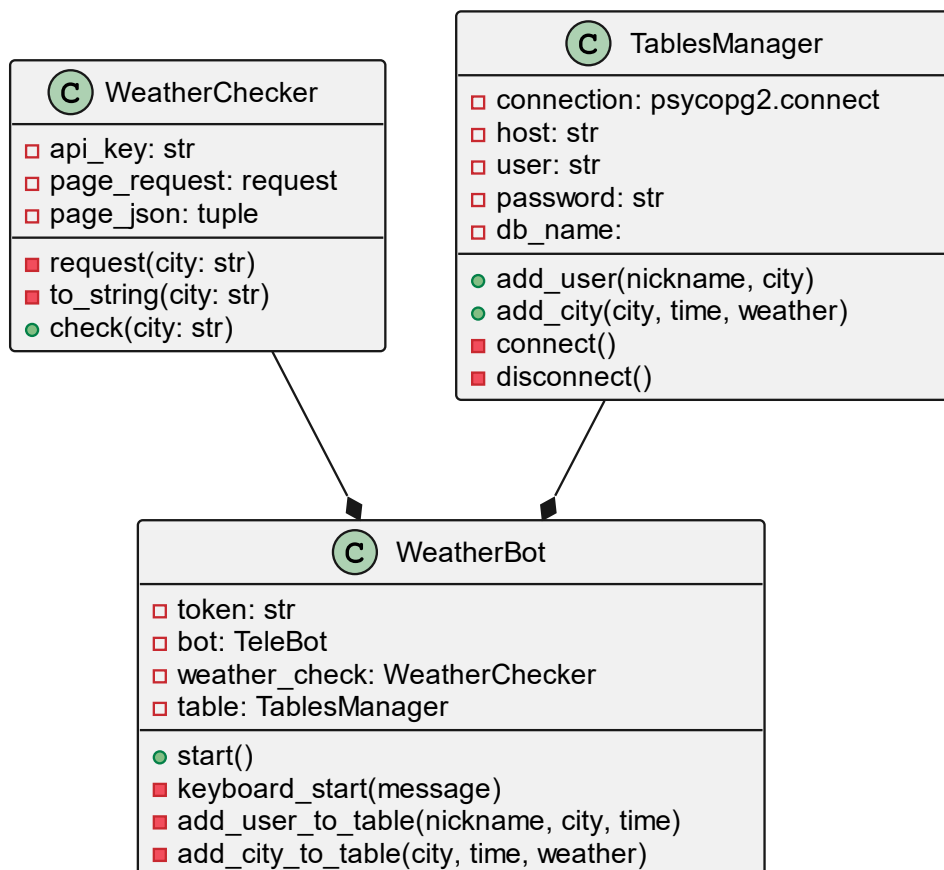 C WeatherChecker
api_key: str
page_request: request
page_json: tuple
request(city: str)
to_string(city: str)
check(city: str)
C TablesManager
connection: psycopg2.connect
host: str
user: str
password: str
db_name:
add_user(nickname, city)
add_city(city, time, weather)
connect()
disconnect()
C WeatherBot
token: str
bot: TeleBot
weather_check: WeatherChecker
table: TablesManager
start()
keyboard_start(message)
add_user_to_table(nickname, city, time)
add_city_to_table(city, time, weather)